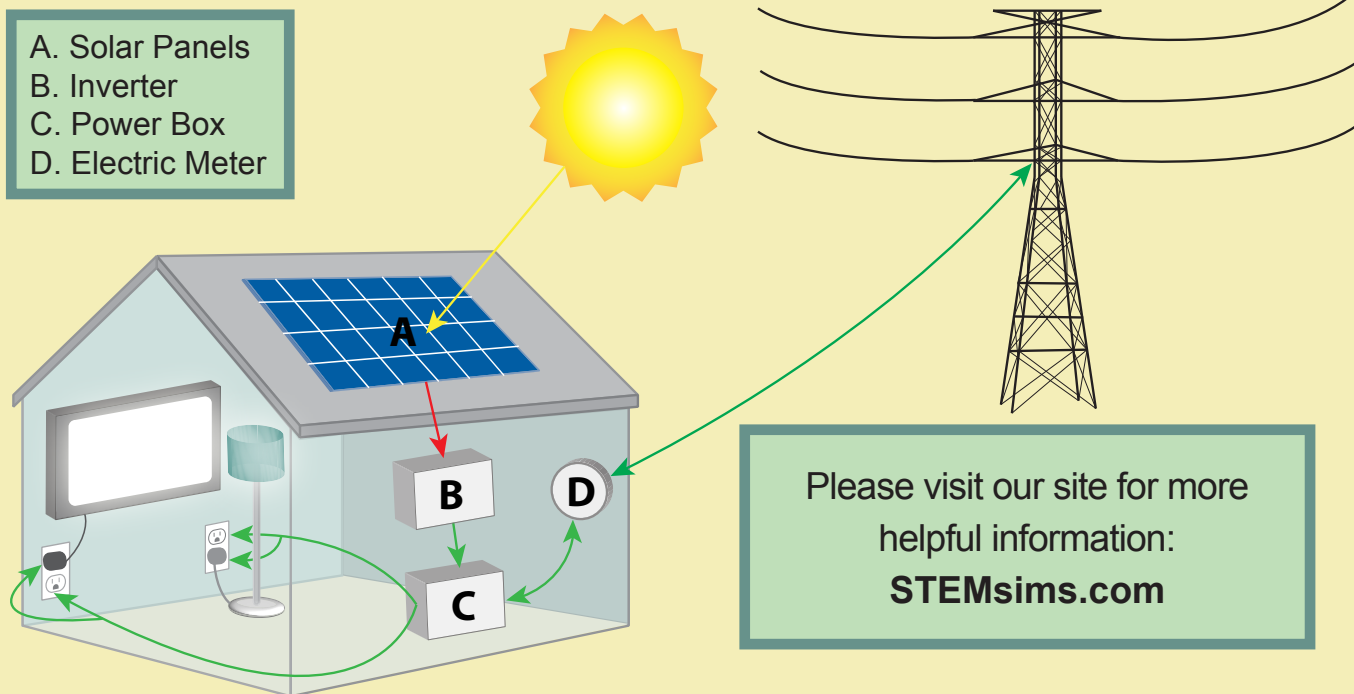 A. Solar Panels
B. Inverter
C. Power Box
D. Electric Meter
A
B
D
C
Please visit our site for more
helpful information:
STEMsims.com